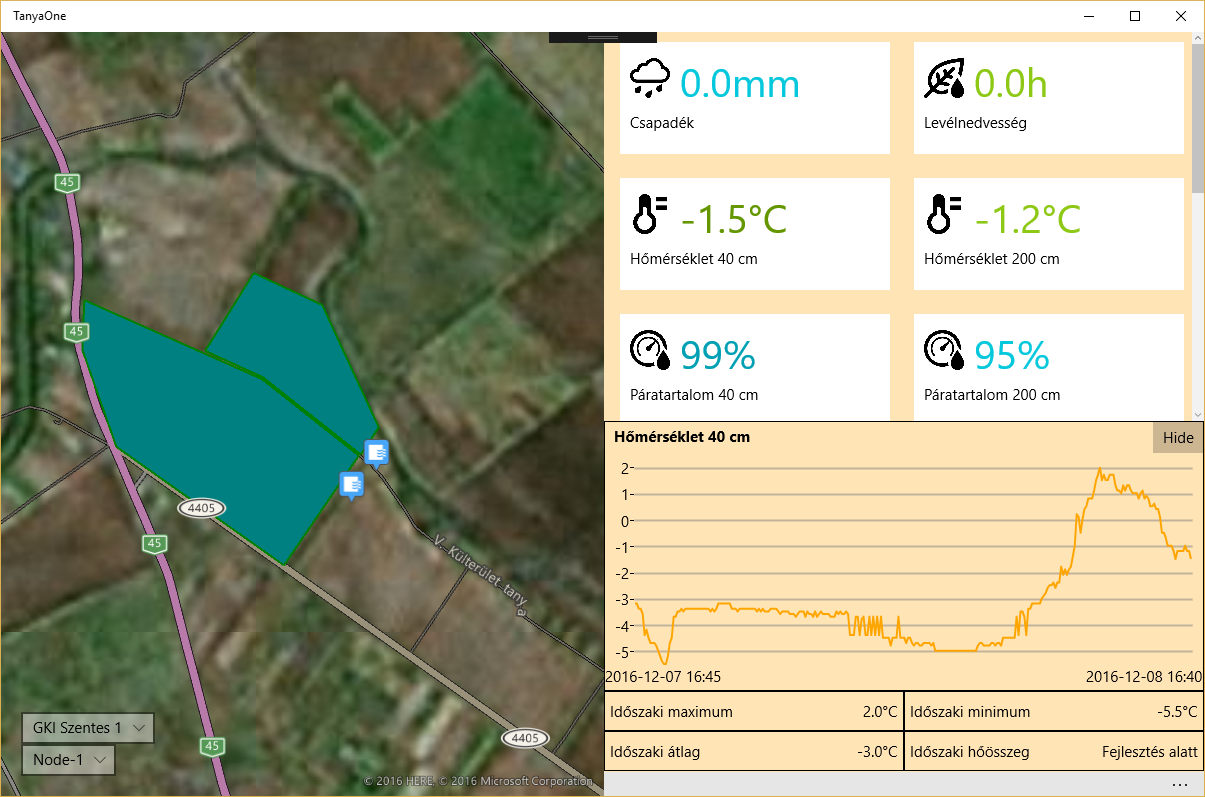 TanyaOne
0.0mm
Csapadék
0.0h
Levélnedvesség
-1.5°C
Hőmérséklet 40 cm
-1.2°C
Hőmérséklet 200 cm
99%
Páratartalom 40 cm
95%
Páratartalom 200 cm
45
45
4405
45
V. Külterület tanya
45
4405
GKI Szentes 1
Node-1
© 2016 HERE, © 2016 Microsoft Corporation
Hőmérséklet 40 cm
Hide
2
1
0
-1
-2
-3
-4
-5
2016-12-07 16:45
2016-12-08 16:40
Időszaki maximum 2.0°C
Időszaki minimum -5.5°C
Időszaki átlag -3.0°C
Időszaki hőösszeg Fejlesztés alatt
...